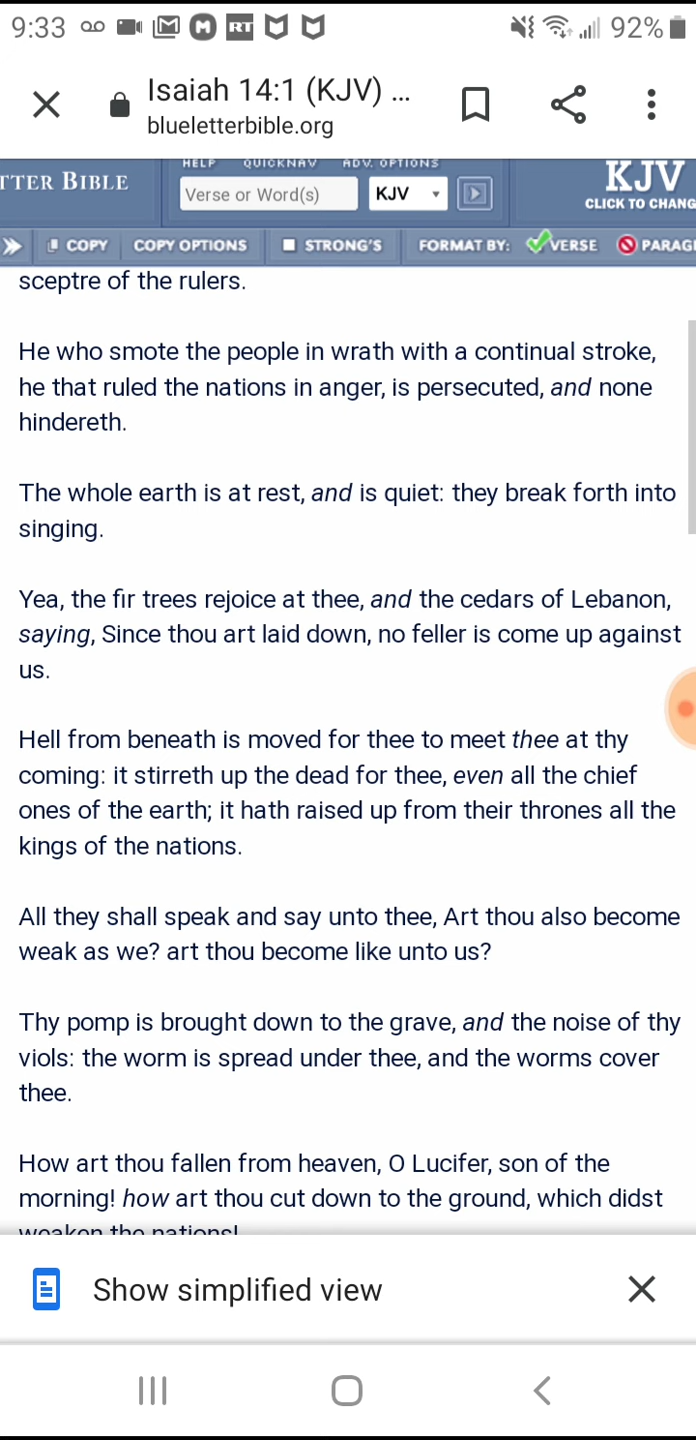 9:33 92%
Isaiah 14:1 (KJV) ...
blueletterbible.org
HELP QUICKNAV ADV. OPTIONS
TTER BIBLE
Verse or Word(s) KJV
KJV
CLICK TO CHANG
COPY COPY OPTIONS STRONG'S FORMAT BY: VERSE PARAG
sceptre of the rulers.
He who smote the people in wrath with a continual stroke,
he that ruled the nations in anger, is persecuted, and none
hindereth.
The whole earth is at rest, and is quiet: they break forth into
singing.
Yea, the fir trees rejoice at thee, and the cedars of Lebanon,
saying, Since thou art laid down, no feller is come up against
us.
Hell from beneath is moved for thee to meet thee at thy
coming: it stirreth up the dead for thee, even all the chief
ones of the earth; it hath raised up from their thrones all the
kings of the nations.
All they shall speak and say unto thee, Art thou also become
weak as we? art thou become like unto us?
Thy pomp is brought down to the grave, and the noise of thy
viols: the worm is spread under thee, and the worms cover
thee.
How art thou fallen from heaven, O Lucifer, son of the
morning! how art thou cut down to the ground, which didst
weaken the nations!
Show simplified view